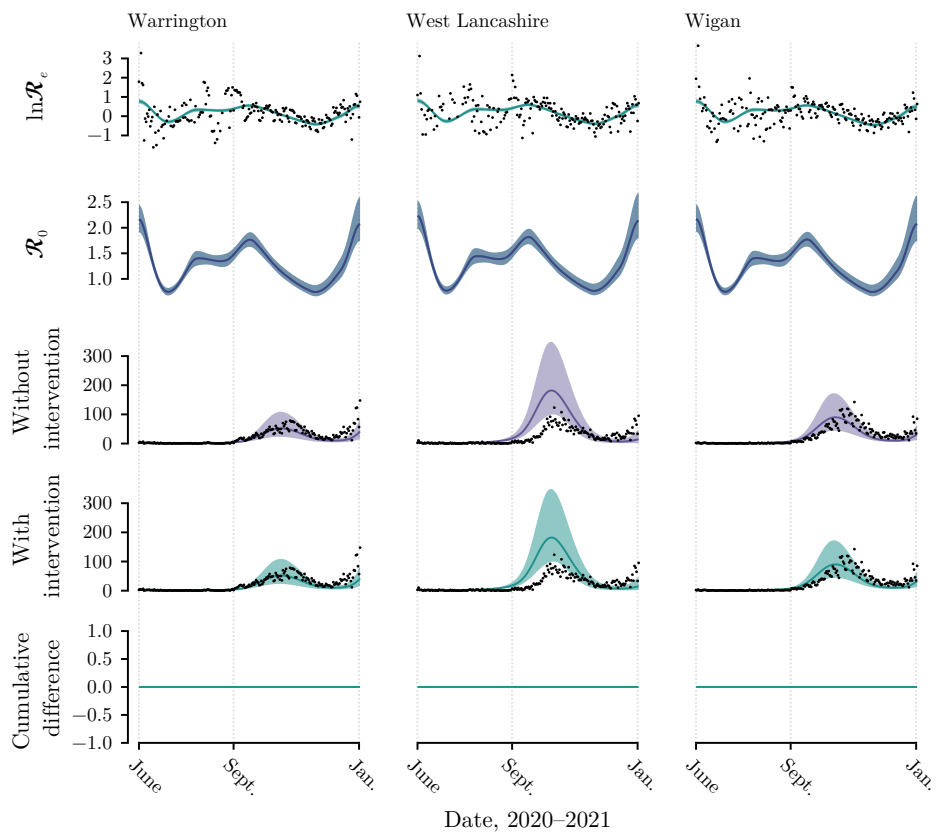 Warrington West Lancashire Wigan
ln𝓡ₑ
3
2
1
0
−1
𝓡₀
2.5
2.0
1.5
1.0
Without
intervention
300
200
100
0
With
intervention
300
200
100
0
Cumulative
difference
1.0
0.5
0.0
−0.5
−1.0
June Sept. Jan. June Sept. Jan. June Sept. Jan.
Date, 2020–2021